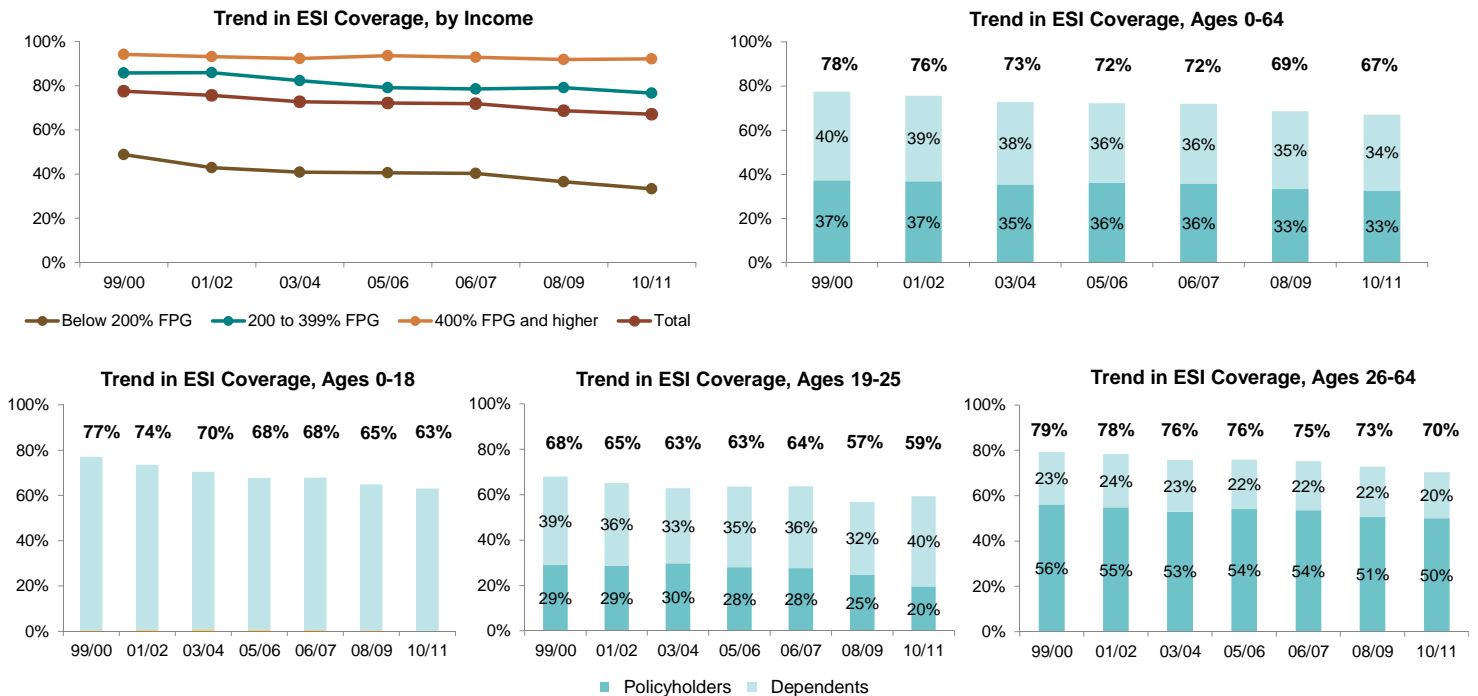 Trend in ESI Coverage, by Income
100%
80%
60%
40%
20%
0%
99/00 01/02 03/04 05/06 06/07 08/09 10/11
Below 200% FPG 200 to 399% FPG 400% FPG and higher Total
Trend in ESI Coverage, Ages 0-64
100%
80%
60%
40%
20%
0%
78% 76% 73% 72% 72% 69% 67%
40% 39% 38% 36% 36% 35% 34%
37% 37% 35% 36% 36% 33% 33%
99/00 01/02 03/04 05/06 06/07 08/09 10/11
Trend in ESI Coverage, Ages 0-18
100%
80%
60%
40%
20%
0%
77% 74% 70% 68% 68% 65% 63%
99/00 01/02 03/04 05/06 06/07 08/09 10/11
Trend in ESI Coverage, Ages 19-25
100%
80%
60%
40%
20%
0%
68% 65% 63% 63% 64% 57% 59%
39% 36% 33% 35% 36% 32% 40%
29% 29% 30% 28% 28% 25% 20%
99/00 01/02 03/04 05/06 06/07 08/09 10/11
Policyholders Dependents
Trend in ESI Coverage, Ages 26-64
100%
80%
60%
40%
20%
0%
79% 78% 76% 76% 75% 73% 70%
23% 24% 23% 22% 22% 22% 20%
56% 55% 53% 54% 54% 51% 50%
99/00 01/02 03/04 05/06 06/07 08/09 10/11